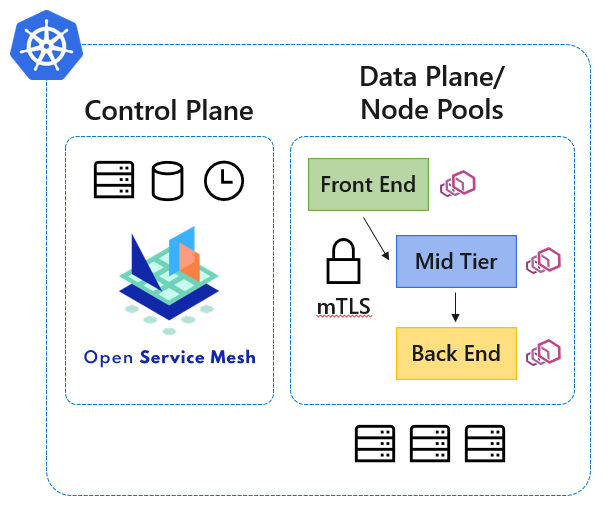 Control Plane
Data Plane/
Node Pools
Front End
Mid Tier
mTLS
Back End
Open Service Mesh